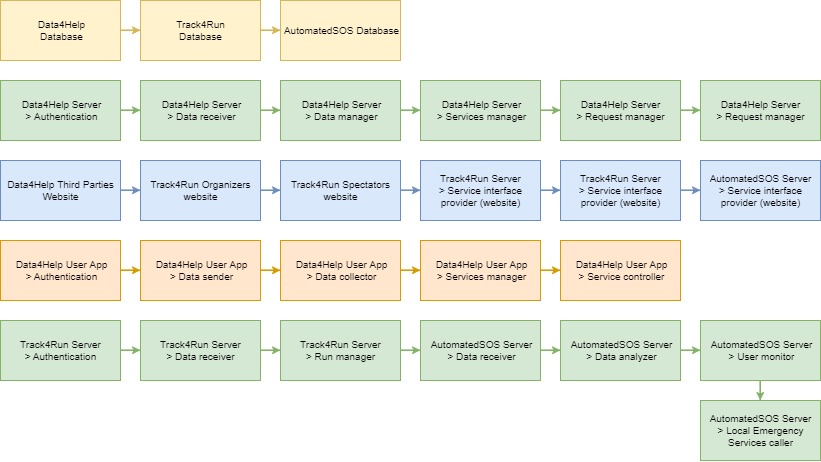 Data4Help
Database
Track4Run
Database
AutomatedSOS Database
Data4Help Server
> Authentication
Data4Help Server
> Data receiver
Data4Help Server
> Data manager
Data4Help Server
> Services manager
Data4Help Server
> Request manager
Data4Help Server
> Request manager
Data4Help Third Parties
Website
Track4Run Organizers
website
Track4Run Spectators
website
Track4Run Server
> Service interface
provider (website)
Track4Run Server
> Service interface
provider (website)
AutomatedSOS Server
> Service interface
provider (website)
Data4Help User App
> Authentication
Data4Help User App
> Data sender
Data4Help User App
> Data collector
Data4Help User App
> Services manager
Data4Help User App
> Service controller
Track4Run Server
> Authentication
Track4Run Server
> Data receiver
Track4Run Server
> Run manager
AutomatedSOS Server
> Data receiver
AutomatedSOS Server
> Data analyzer
AutomatedSOS Server
> User monitor
AutomatedSOS Server
> Local Emergency
Services caller